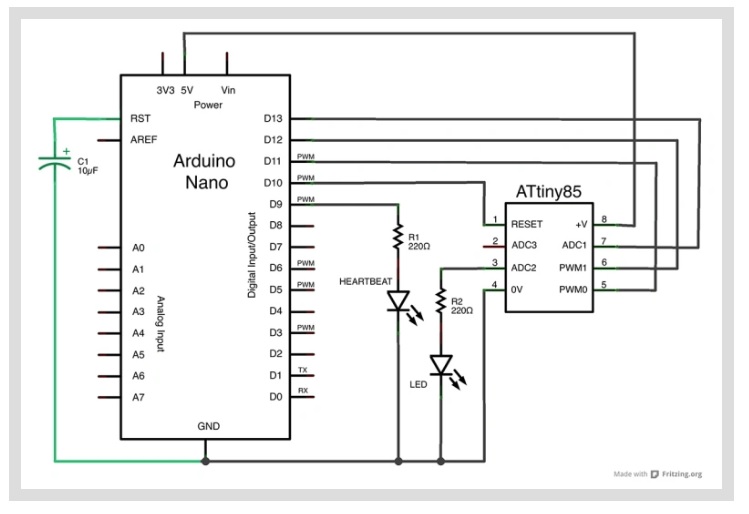 3V3 5V Vin
Power
RST
AREF
C1
10µF
+
Arduino
Nano
A0
A1
A2
A3
A4
A5
A6
A7
Analog Input
Digital Input/Output
D13
D12
D11 PWM
D10 PWM
D9 PWM
D8
D7
D6 PWM
D5 PWM
D4
D3 PWM
D2
D1 TX
D0 RX
GND
R1
220Ω
HEARTBEAT
R2
220Ω
LED
ATtiny85
1 RESET +V 8
2 ADC3 ADC1 7
3 ADC2 PWM1 6
4 0V PWM0 5
Made with Fritzing.org